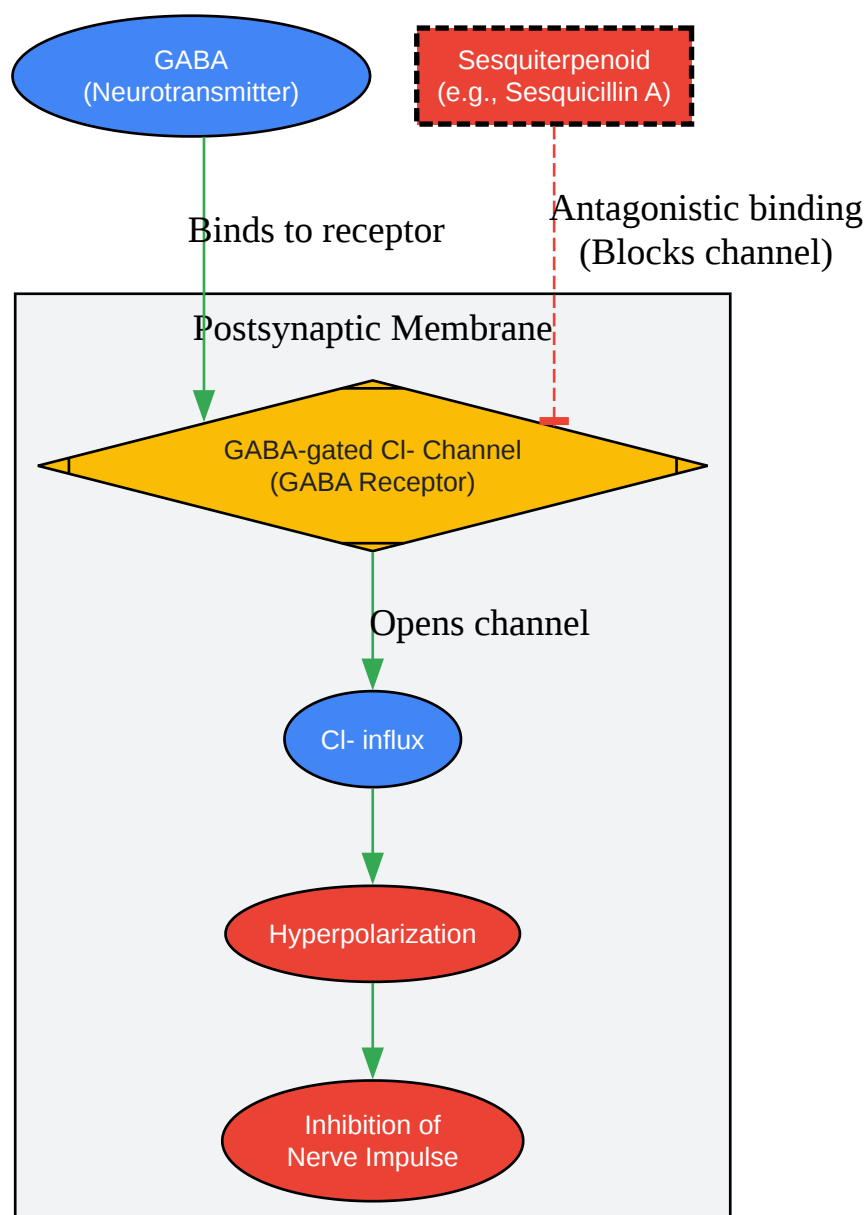 GABA
(Neurotransmitter)
Sesquiterpenoid
(e.g., Sesquicillin A)
Binds to receptor
Antagonistic binding
(Blocks channel)
Postsynaptic Membrane
GABA-gated Cl- Channel
(GABA Receptor)
Opens channel
Cl- influx
Hyperpolarization
Inhibition of
Nerve Impulse